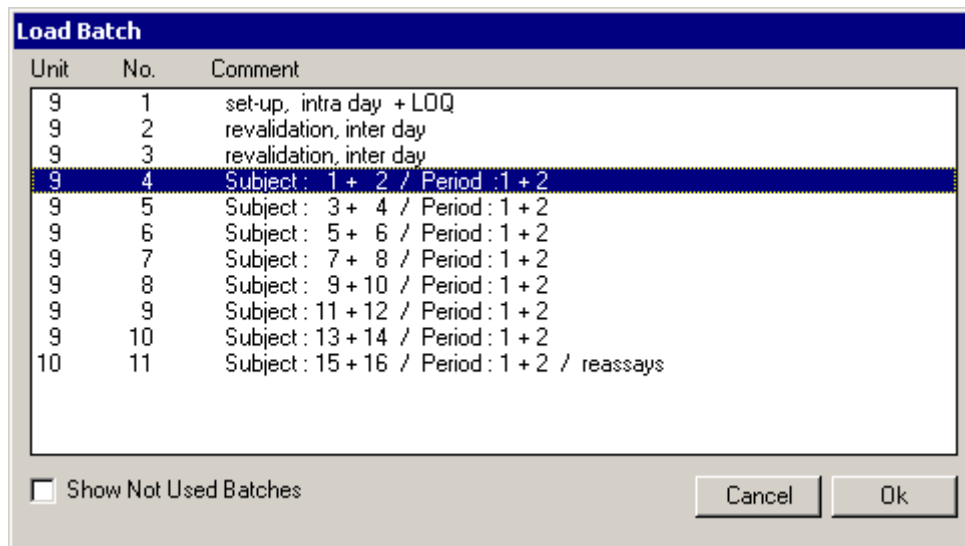 Load Batch
Unit No. Comment
9 1 set-up, intra day + LOQ
9 2 revalidation, inter day
9 3 revalidation, inter day
9 4 Subject : 1 + 2 / Period :1 + 2
9 5 Subject : 3 + 4 / Period : 1 + 2
9 6 Subject : 5 + 6 / Period : 1 + 2
9 7 Subject : 7 + 8 / Period : 1 + 2
9 8 Subject : 9 + 10 / Period : 1 + 2
9 9 Subject : 11 + 12 / Period : 1 + 2
9 10 Subject : 13 + 14 / Period : 1 + 2
10 11 Subject : 15 + 16 / Period : 1 + 2 / reassays
Show Not Used Batches Cancel Ok